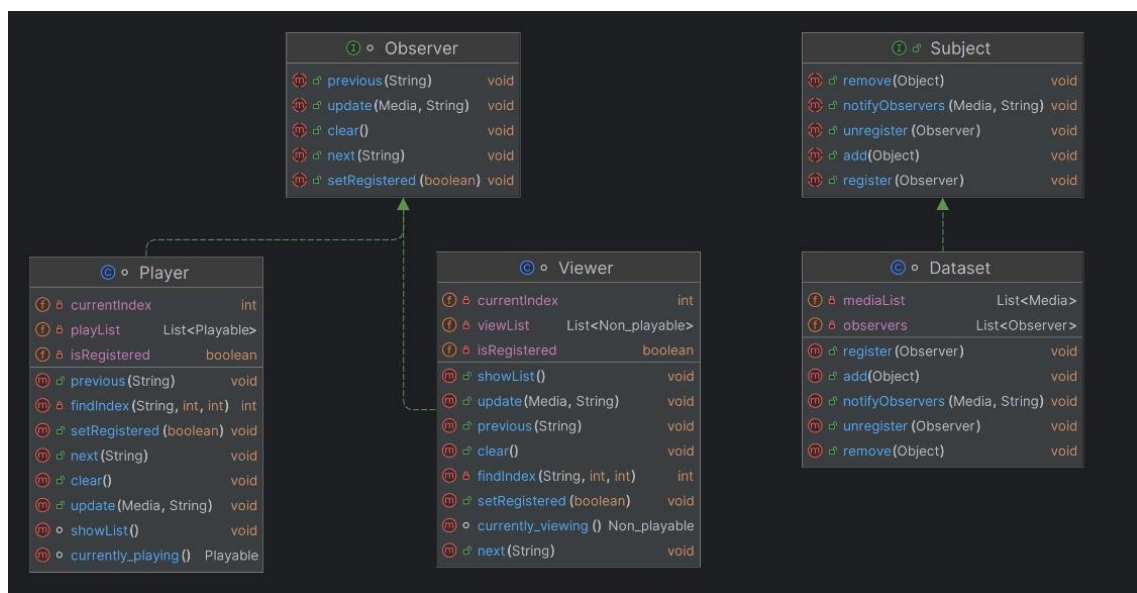 Observer
previous(String) void
update(Media, String) void
clear() void
next(String) void
setRegistered(boolean) void
Subject
remove(Object) void
notifyObservers(Media, String) void
unregister(Observer) void
add(Object) void
register(Observer) void
Player
currentIndex int
playList List<Playable>
isRegistered boolean
previous(String) void
findIndex(String, int, int) int
setRegistered(boolean) void
next(String) void
clear() void
update(Media, String) void
showList() void
currently_playing() Playable
Viewer
currentIndex int
viewList List<Non_playable>
isRegistered boolean
showList() void
update(Media, String) void
previous(String) void
clear() void
findIndex(String, int, int) int
setRegistered(boolean) void
currently_viewing() Non_playable
next(String) void
Dataset
mediaList List<Media>
observers List<Observer>
register(Observer) void
add(Object) void
notifyObservers(Media, String) void
unregister(Observer) void
remove(Object) void